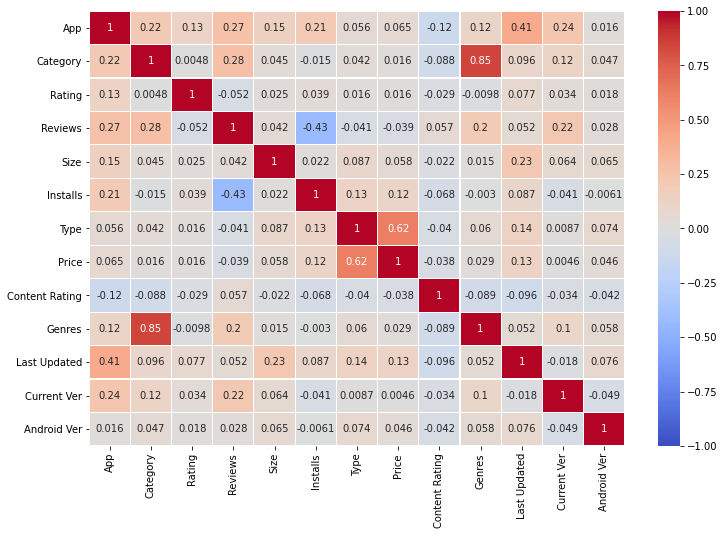 App 1 0.22 0.13 0.27 0.15 0.21 0.056 0.065 -0.12 0.12 0.41 0.24 0.016
Category 0.22 1 0.0048 0.28 0.045 -0.015 0.042 0.016 -0.088 0.85 0.096 0.12 0.047
Rating 0.13 0.0048 1 -0.052 0.025 0.039 0.016 0.016 -0.029 -0.0098 0.077 0.034 0.018
Reviews 0.27 0.28 -0.052 1 0.042 -0.43 -0.041 -0.039 0.057 0.2 0.052 0.22 0.028
Size 0.15 0.045 0.025 0.042 1 0.022 0.087 0.058 -0.022 0.015 0.23 0.064 0.065
Installs 0.21 -0.015 0.039 -0.43 0.022 1 0.13 0.12 -0.068 -0.003 0.087 -0.041 -0.0061
Type 0.056 0.042 0.016 -0.041 0.087 0.13 1 0.62 -0.04 0.06 0.14 0.0087 0.074
Price 0.065 0.016 0.016 -0.039 0.058 0.12 0.62 1 -0.038 0.029 0.13 0.0046 0.046
Content Rating -0.12 -0.088 -0.029 0.057 -0.022 -0.068 -0.04 -0.038 1 -0.089 -0.096 -0.034 -0.042
Genres 0.12 0.85 -0.0098 0.2 0.015 -0.003 0.06 0.029 -0.089 1 0.052 0.1 0.058
Last Updated 0.41 0.096 0.077 0.052 0.23 0.087 0.14 0.13 -0.096 0.052 1 -0.018 0.076
Current Ver 0.24 0.12 0.034 0.22 0.064 -0.041 0.0087 0.0046 -0.034 0.1 -0.018 1 -0.049
Android Ver 0.016 0.047 0.018 0.028 0.065 -0.0061 0.074 0.046 -0.042 0.058 0.076 -0.049 1
App Category Rating Reviews Size Installs Type Price Content Rating Genres Last Updated Current Ver Android Ver
1.00
0.75
0.50
0.25
0.00
−0.25
−0.50
−0.75
−1.00